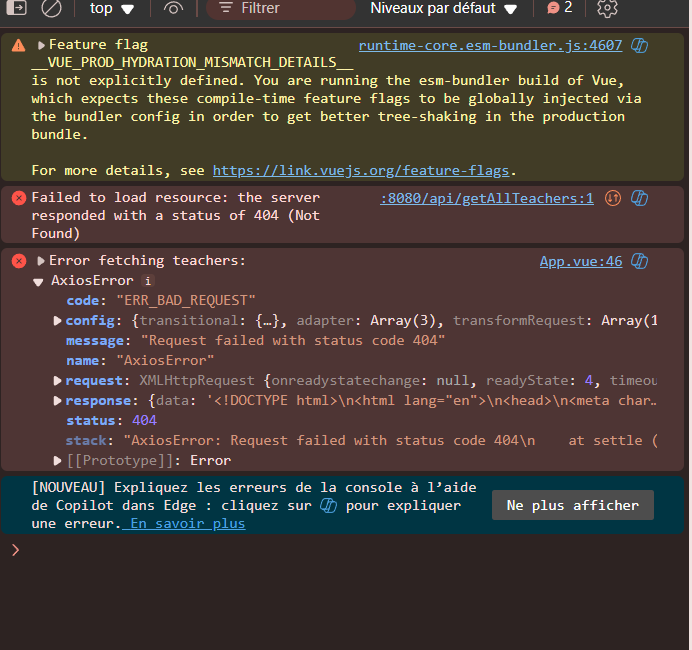 top Filtrer Niveaux par défaut 2
Feature flag runtime-core.esm-bundler.js:4607
__VUE_PROD_HYDRATION_MISMATCH_DETAILS__
is not explicitly defined. You are running the esm-bundler build of Vue,
which expects these compile-time feature flags to be globally injected via
the bundler config in order to get better tree-shaking in the production
bundle.
For more details, see https://link.vuejs.org/feature-flags.
Failed to load resource: the server :8080/api/getAllTeachers:1
responded with a status of 404 (Not
Found)
Error fetching teachers: App.vue:46
AxiosError i
code: "ERR_BAD_REQUEST"
config: {transitional: {…}, adapter: Array(3), transformRequest: Array(1
message: "Request failed with status code 404"
name: "AxiosError"
request: XMLHttpRequest {onreadystatechange: null, readyState: 4, timeou
response: {data: '<!DOCTYPE html>\n<html lang="en">\n<head>\n<meta char…
status: 404
stack: "AxiosError: Request failed with status code 404\n    at settle (
[[Prototype]]: Error
[NOUVEAU] Expliquez les erreurs de la console à l’aide
de Copilot dans Edge : cliquez sur pour expliquer
une erreur. En savoir plus
Ne plus afficher